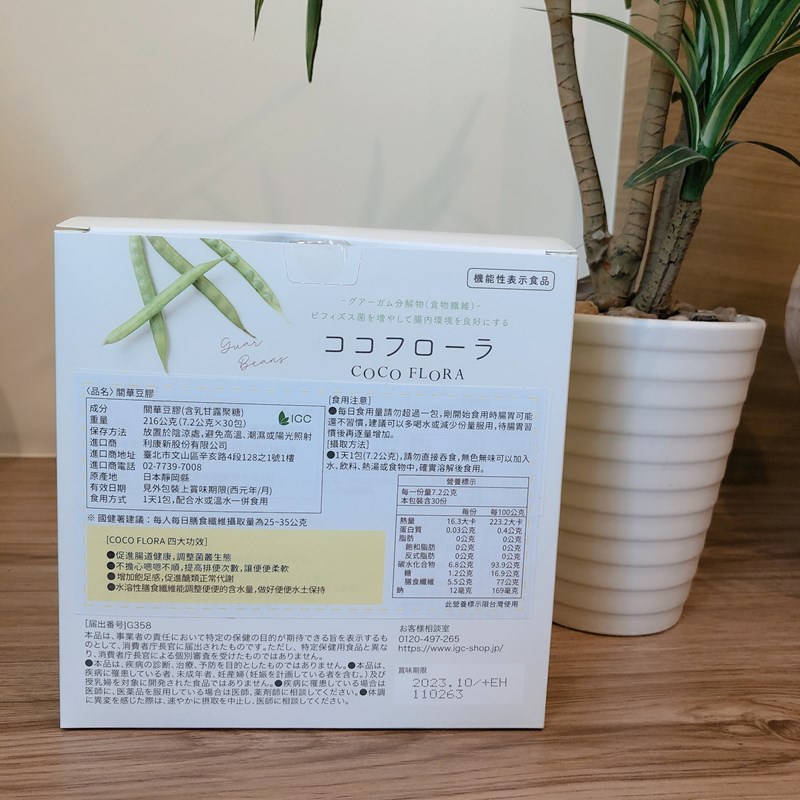 機能性表示食品
-グアーガム分解物(食物繊維)-
ビフィズス菌を増やして腸内環境を良好にする
Guar
Beans
ココフローラ
COCO FLORA
〈品名〉關華豆膠
成分 關華豆膠(含乳甘露聚糖)
重量 216公克(7.2公克×30包)
保存方法 放置於陰涼處,避免高溫、潮濕或陽光照射
進口商 利康新股份有限公司
進口商地址 臺北市文山區辛亥路4段128之1號1樓
進口商電話 02-7739-7008
原產地 日本靜岡縣
有效日期 見外包裝上賞味期限(西元年/月)
食用方式 1天1包,配合水或溫水一併食用
IGC
※ 國健署建議：每人每日膳食纖維攝取量為25~35公克
[COCO FLORA 四大功效]
●促進腸道健康,調整菌叢生態
●不擔心嗯嗯不順,提高排便次數,讓便便柔軟
●增加飽足感,促進醣類正常代謝
●水溶性膳食纖維能調整便便的含水量,做好便便水土保持
[食用注意]
●每日食用量請勿超過一包,剛開始食用時腸胃可能
還不習慣,建議可以多喝水或減少份量服用,待腸胃習
慣後再逐量增加。
[攝取方法]
●1天1包(7.2公克),請勿直接吞食,無色無味可以加入
水、飲料、熱湯或食物中,確實溶解後食用。
營養標示
每一份量7.2公克
本包裝含30份
每份 每100公克
熱量 16.3大卡 223.2大卡
蛋白質 0.03公克 0.4公克
脂肪 0公克 0公克
飽和脂肪 0公克 0公克
反式脂肪 0公克 0公克
碳水化合物 6.8公克 93.9公克
糖 1.2公克 16.9公克
膳食纖維 5.5公克 77公克
鈉 12毫克 169毫克
此營養標示限台灣使用
[届出番号]G358
本品は、事業者の責任において特定の保健の目的が期待できる旨を表示するも
のとして、消費者庁長官に届出されたものです。ただし、特定保健用食品と異な
り、消費者庁長官による個別審査を受けたものではありません。
●本品は、疾病の診断、治療、予防を目的としたものではありません。●本品は、
疾病に罹患している者、未成年者、妊産婦(妊娠を計画している者を含む。)及び
授乳婦を対象に開発された食品ではありません。●疾病に罹患している場合は
医師に、医薬品を服用している場合は医師、薬剤師に相談してください。●体調
に異変を感じた際は、速やかに摂取を中止し、医師に相談してください。
お客様相談室
0120-497-265
https://www.igc-shop.jp/
賞味期限
2023.10/+EH
110263